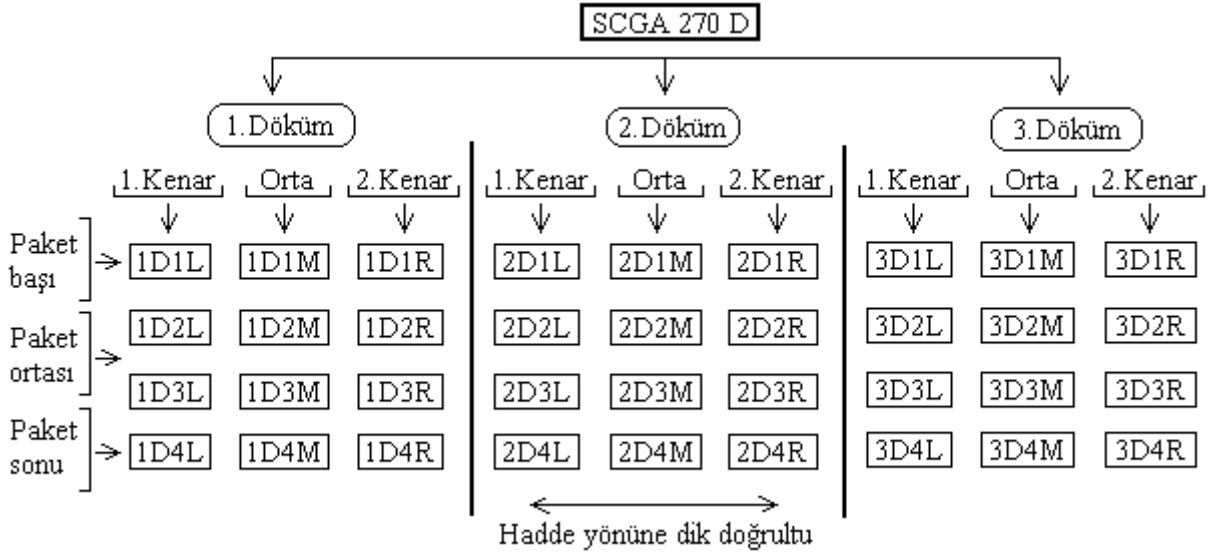 SCGA 270 D
1.Döküm 2.Döküm 3.Döküm
1.Kenar Orta 2.Kenar 1.Kenar Orta 2.Kenar 1.Kenar Orta 2.Kenar
Paket
başı
1D1L 1D1M 1D1R 2D1L 2D1M 2D1R 3D1L 3D1M 3D1R
Paket
ortası
1D2L 1D2M 1D2R 2D2L 2D2M 2D2R 3D2L 3D2M 3D2R
1D3L 1D3M 1D3R 2D3L 2D3M 2D3R 3D3L 3D3M 3D3R
Paket
sonu
1D4L 1D4M 1D4R 2D4L 2D4M 2D4R 3D4L 3D4M 3D4R
Hadde yönüne dik doğrultu